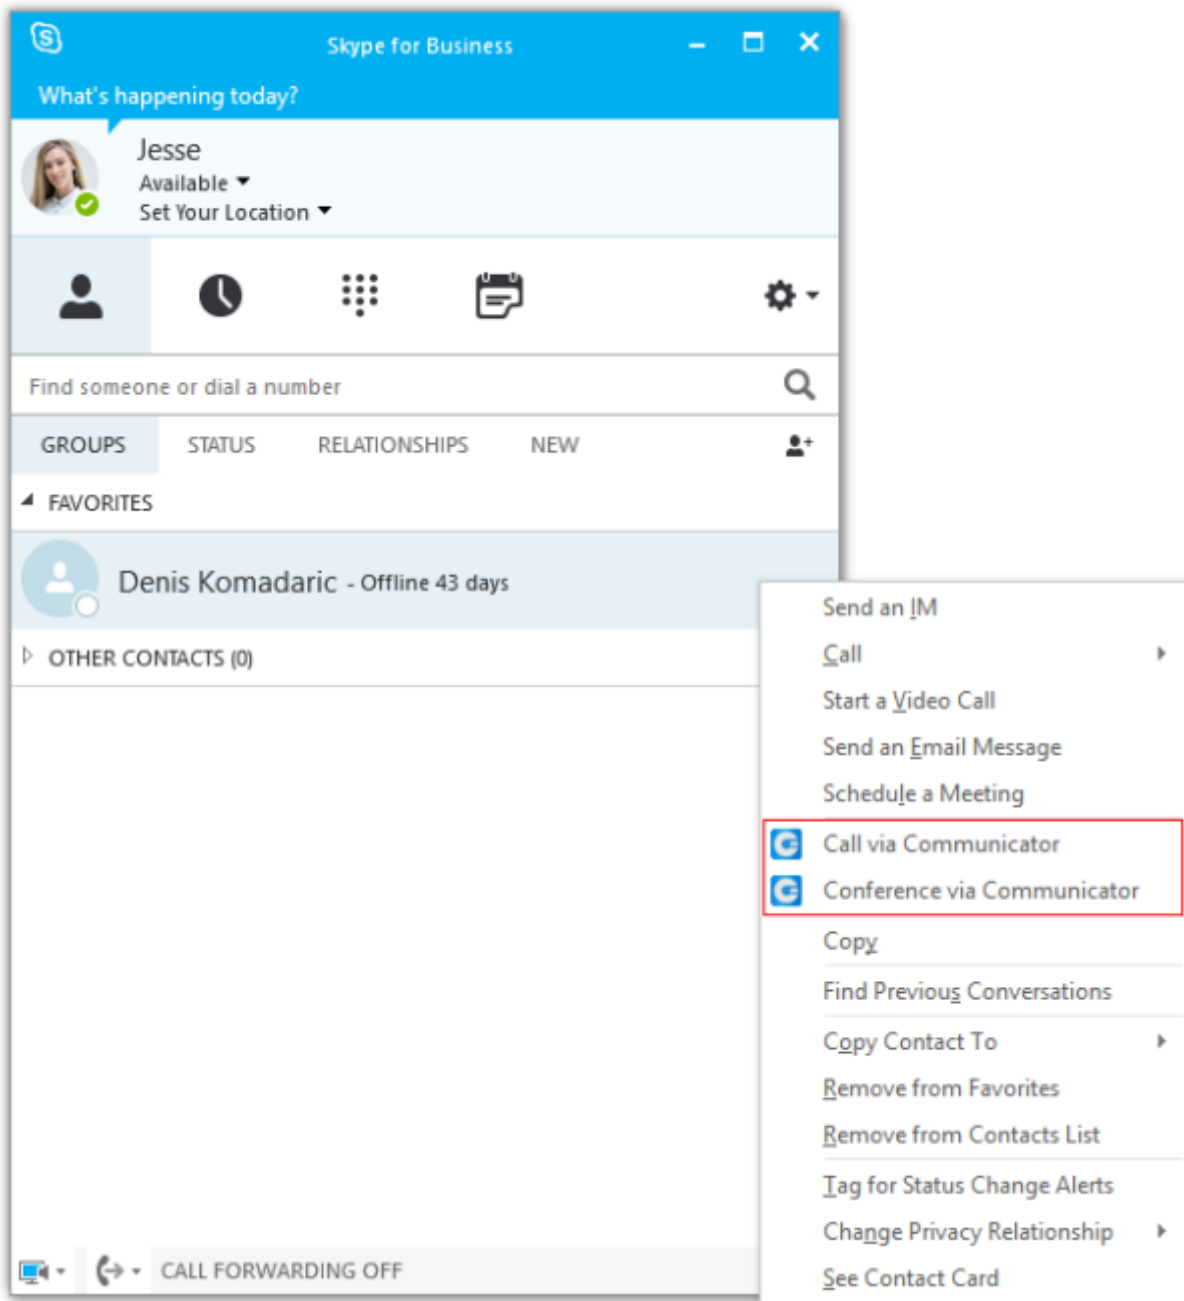 Skype for Business
What's happening today?
Jesse
Available
Set Your Location
Find someone or dial a number
GROUPS STATUS RELATIONSHIPS NEW
FAVORITES
Denis Komadaric - Offline 43 days
OTHER CONTACTS (0)
Send an IM
Call
Start a Video Call
Send an Email Message
Schedule a Meeting
Call via Communicator
Conference via Communicator
Copy
Find Previous Conversations
Copy Contact To
Remove from Favorites
Remove from Contacts List
Tag for Status Change Alerts
Change Privacy Relationship
See Contact Card
CALL FORWARDING OFF